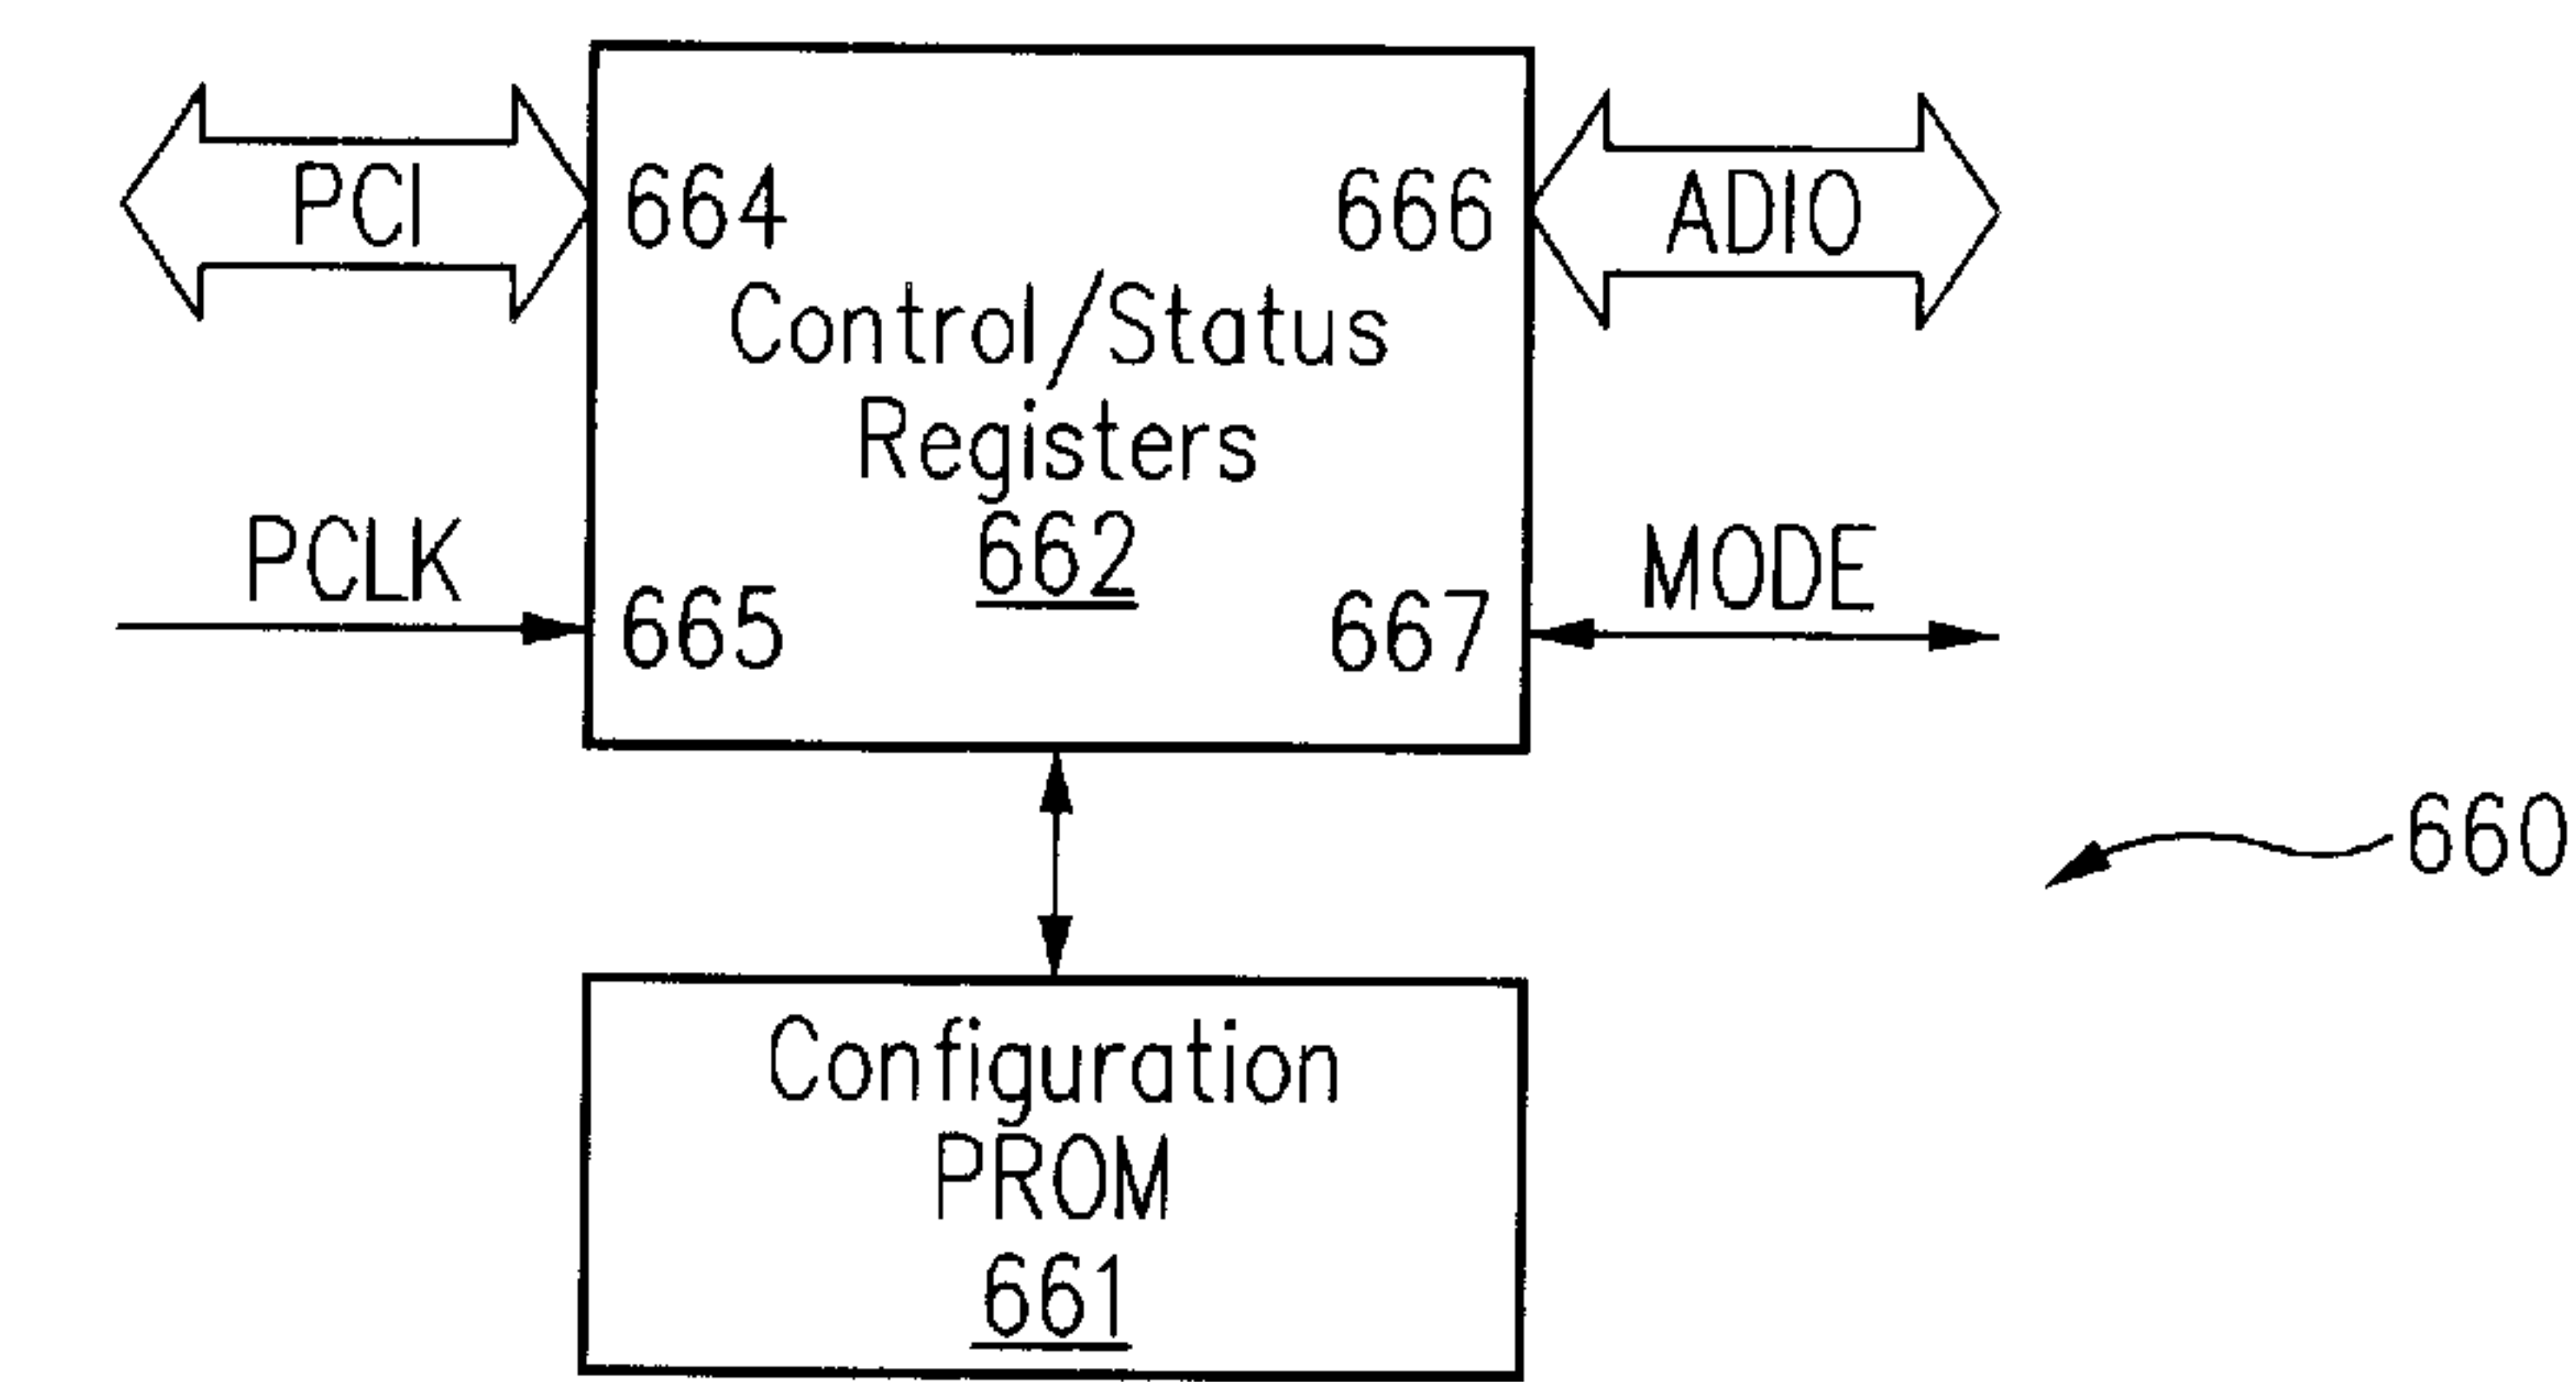 PCI
664
666
ADIO
Control/Status
Registers
662
PCLK
665
667
MODE
660
Configuration
PROM
661